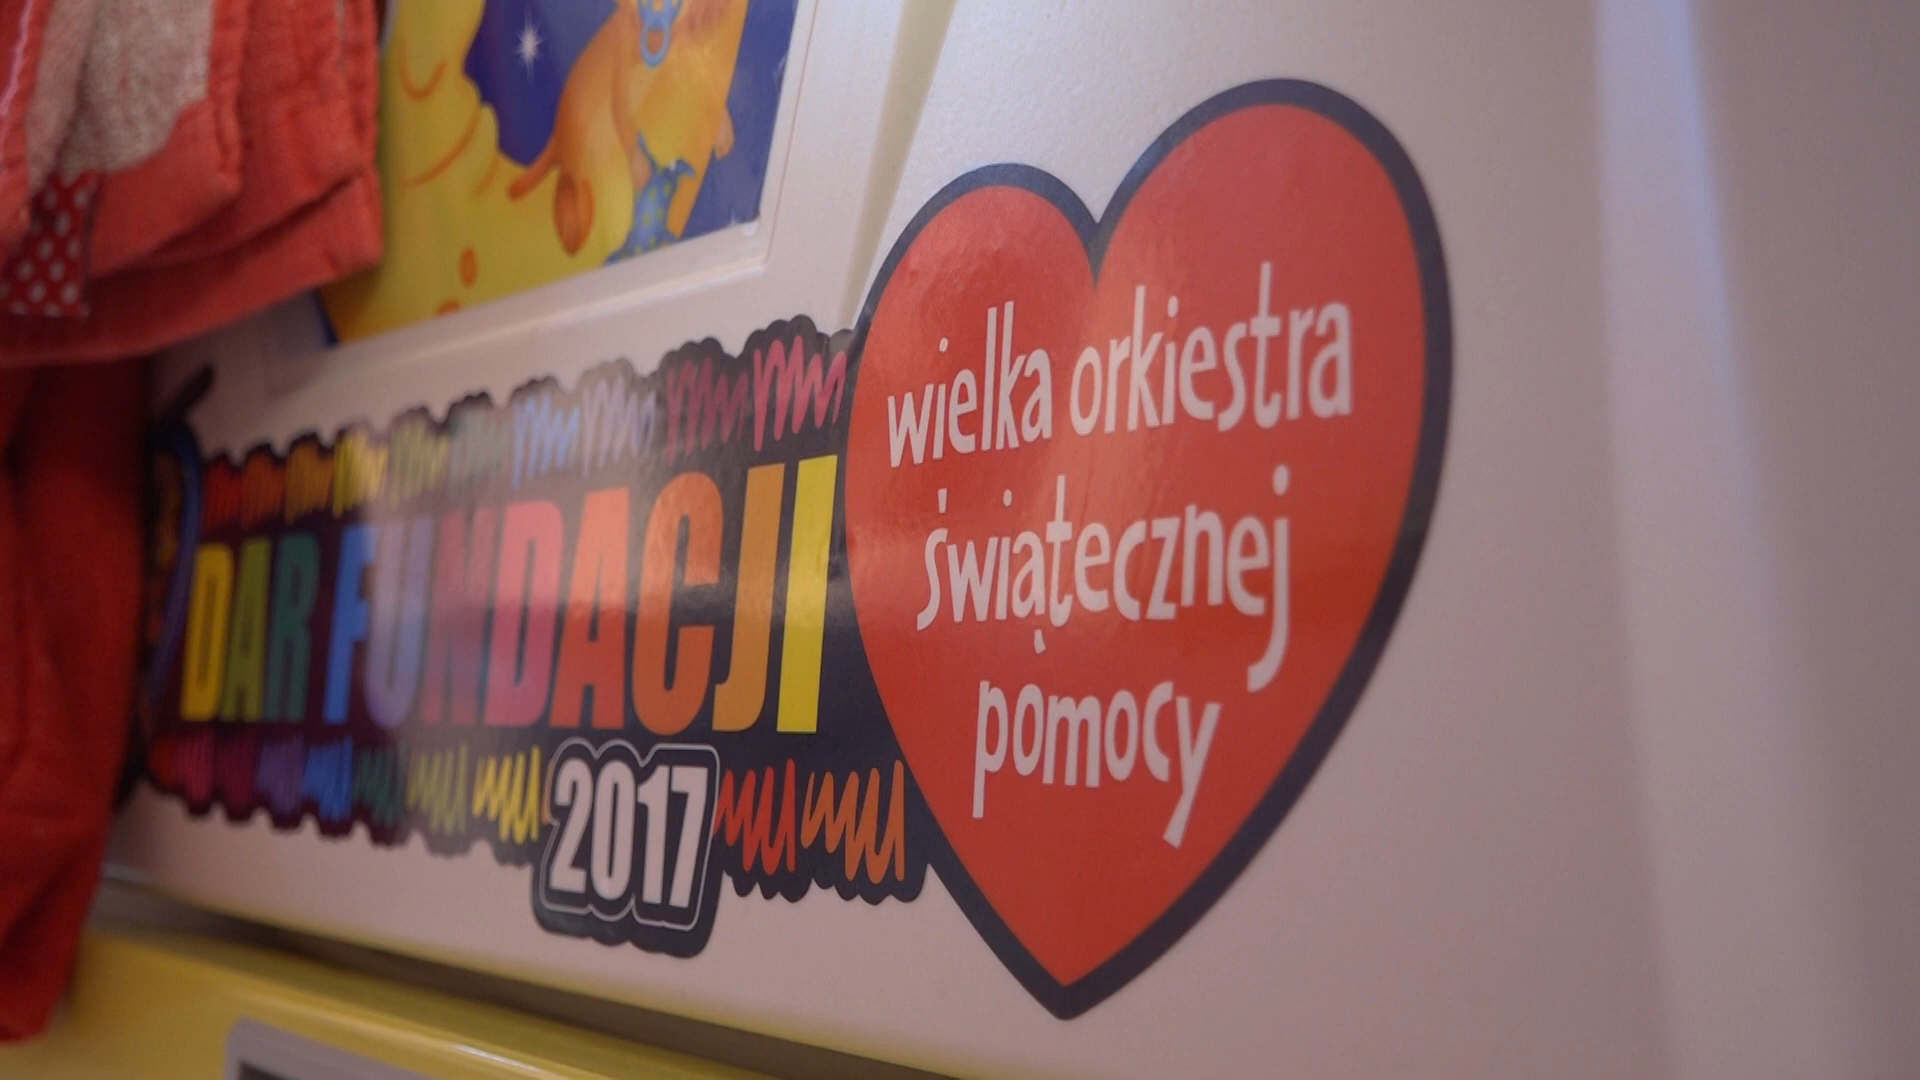 DAR FUNDACJI
2017
wielka orkiestra
świątecznej
pomocy